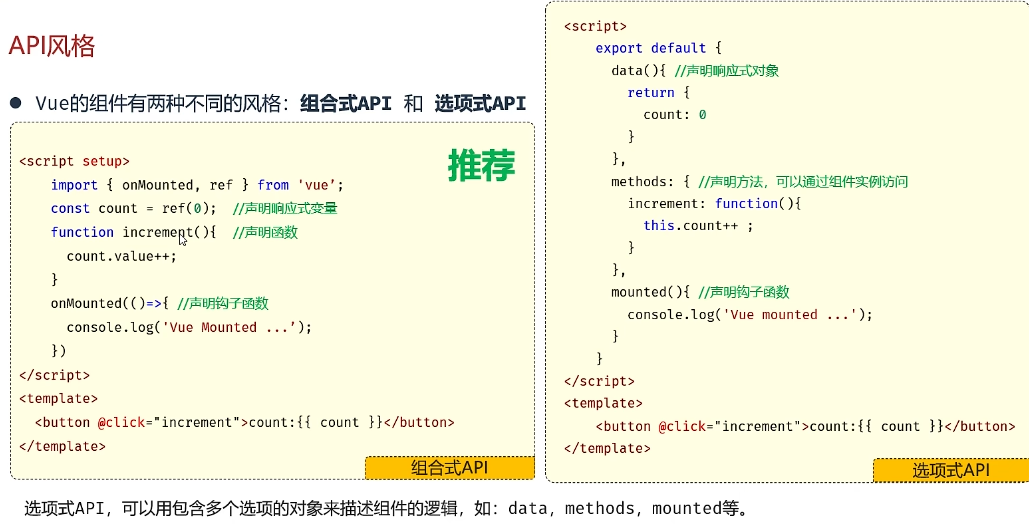 API风格
● Vue的组件有两种不同的风格：组合式API 和 选项式API
推荐
<script setup>
    import { onMounted, ref } from 'vue';
    const count = ref(0);  //声明响应式变量
    function increment(){  //声明函数
      count.value++;
    }
    onMounted(()=>{ //声明钩子函数
      console.log('Vue Mounted ...');
    })
</script>
<template>
  <button @click="increment">count:{{ count }}</button>
</template>
组合式API
<script>
    export default {
      data(){ //声明响应式对象
        return {
          count: 0
        }
      },
      methods: { //声明方法，可以通过组件实例访问
        increment: function(){
          this.count++ ;
        }
      },
      mounted(){ //声明钩子函数
        console.log('Vue mounted ...');
      }
    }
</script>
<template>
    <button @click="increment">count:{{ count }}</button>
</template>
选项式API
选项式API，可以用包含多个选项的对象来描述组件的逻辑，如：data，methods，mounted等。